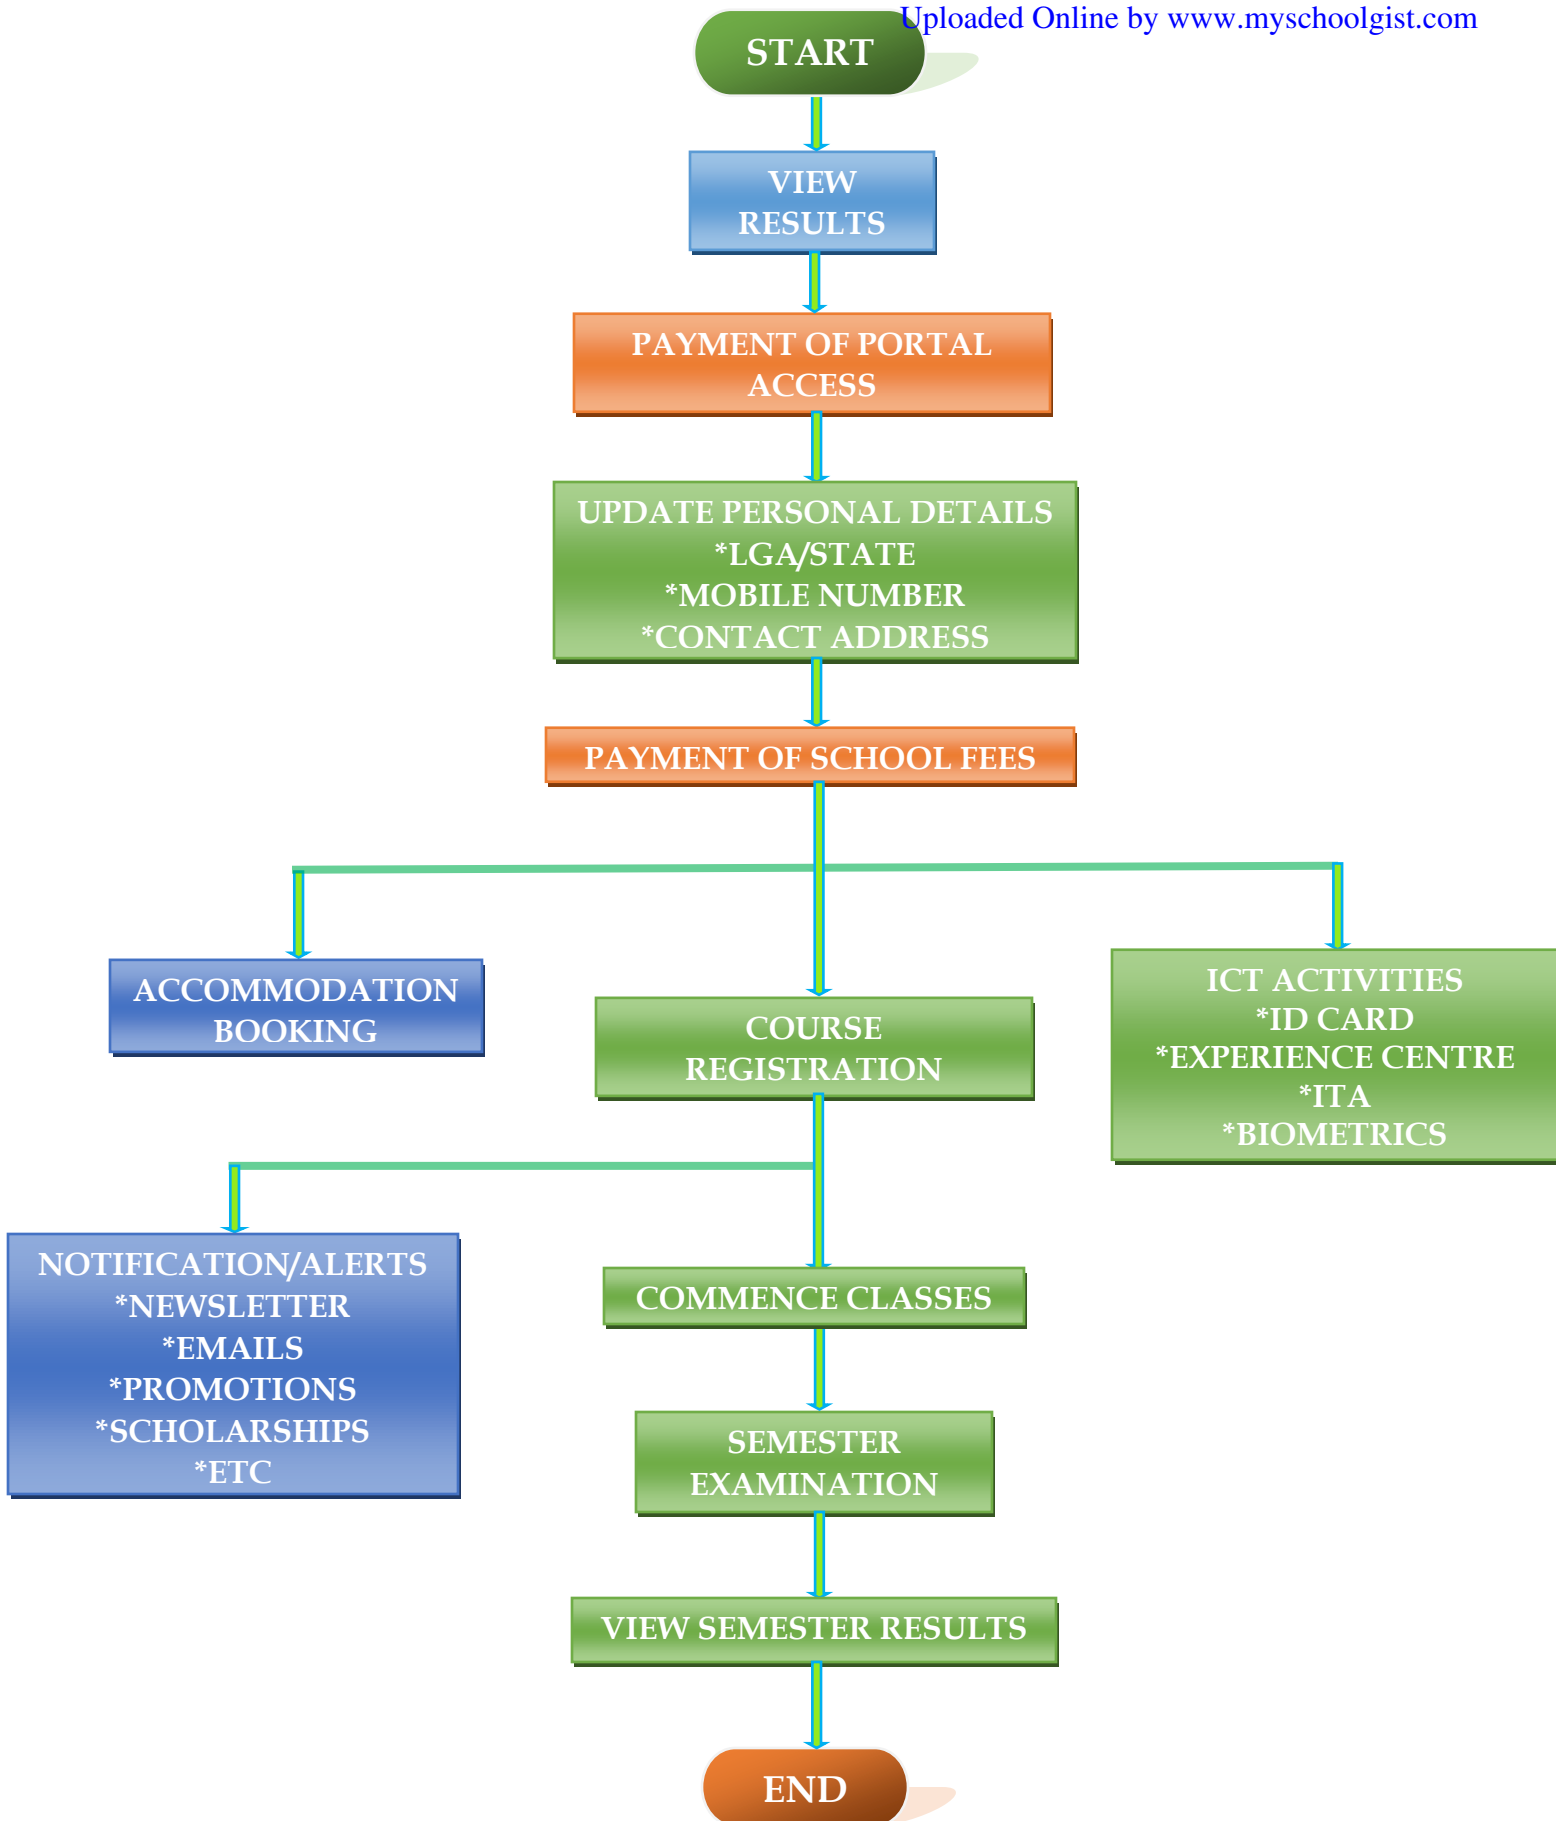 Uploaded Online by www.myschoolgist.com
START
VIEW
RESULTS
PAYMENT OF PORTAL
ACCESS
UPDATE PERSONAL DETAILS
*LGA/STATE
*MOBILE NUMBER
*CONTACT ADDRESS
PAYMENT OF SCHOOL FEES
ACCOMMODATION
BOOKING
COURSE
REGISTRATION
ICT ACTIVITIES
*ID CARD
*EXPERIENCE CENTRE
*ITA
*BIOMETRICS
NOTIFICATION/ALERTS
*NEWSLETTER
*EMAILS
*PROMOTIONS
*SCHOLARSHIPS
*ETC
COMMENCE CLASSES
SEMESTER
EXAMINATION
VIEW SEMESTER RESULTS
END